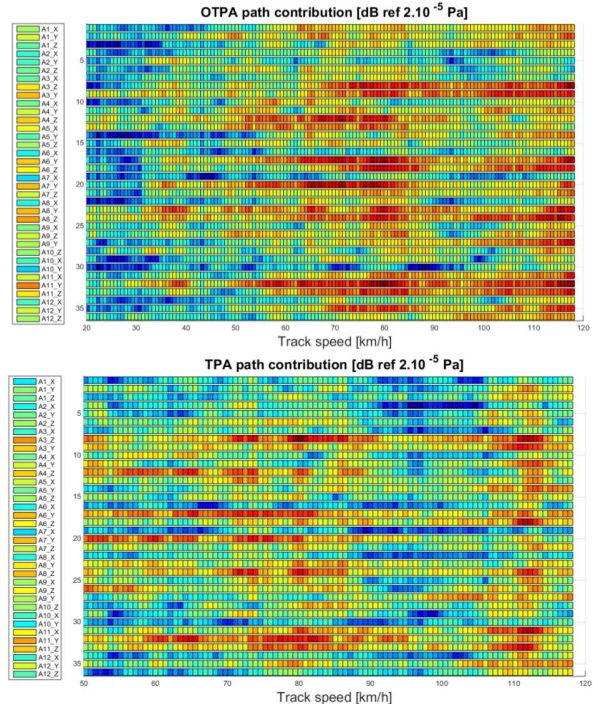 OTPA path contribution [dB ref 2.10 -5 Pa]
A1_X
A1_Y
A1_Z
A2_X
A2_Y
A2_Z
A3_X
A3_Z
A3_Y
A4_X
A4_Y
A4_Z
A5_X
A5_Y
A5_Z
A6_X
A6_Y
A6_Z
A7_X
A7_Y
A7_Z
A8_X
A8_Y
A8_Z
A9_X
A9_Z
A9_Y
A10_Z
A10_X
A10_Y
A11_X
A11_Y
A11_Z
A12_X
A12_Y
A12_Z
5
10
15
20
25
30
35
20 30 40 50 60 70 80 90 100 110 120
Track speed [km/h]
TPA path contribution [dB ref 2.10 -5 Pa]
A1_X
A1_Y
A1_Z
A2_X
A2_Y
A2_Z
A3_X
A3_Z
A3_Y
A4_X
A4_Y
A4_Z
A5_X
A5_Y
A5_Z
A6_X
A6_Y
A6_Z
A7_X
A7_Y
A7_Z
A8_X
A8_Y
A8_Z
A9_X
A9_Z
A9_Y
A10_Z
A10_X
A10_Y
A11_X
A11_Y
A11_Z
A12_X
A12_Y
A12_Z
5
10
15
20
25
30
35
50 60 70 80 90 100 110 120
Track speed [km/h]